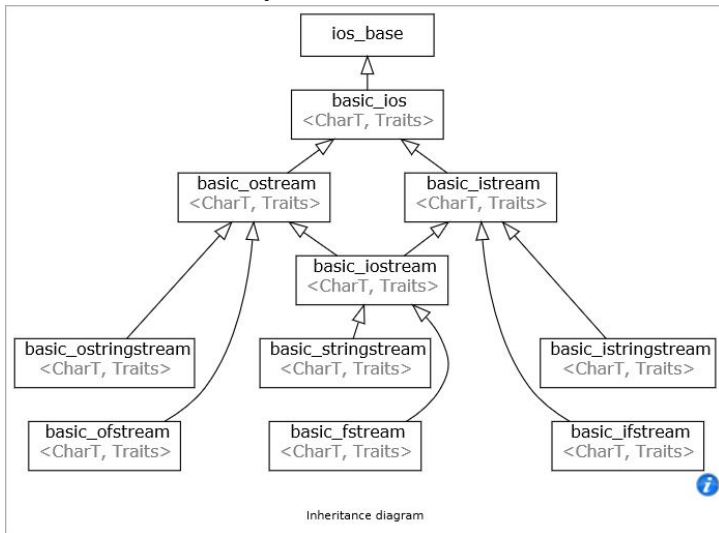 ios_base
basic_ios
<CharT, Traits>
basic_ostream
<CharT, Traits>
basic_istream
<CharT, Traits>
basic_iostream
<CharT, Traits>
basic_ostringstream
<CharT, Traits>
basic_stringstream
<CharT, Traits>
basic_istringstream
<CharT, Traits>
basic_ofstream
<CharT, Traits>
basic_fstream
<CharT, Traits>
basic_ifstream
<CharT, Traits>
i
Inheritance diagram